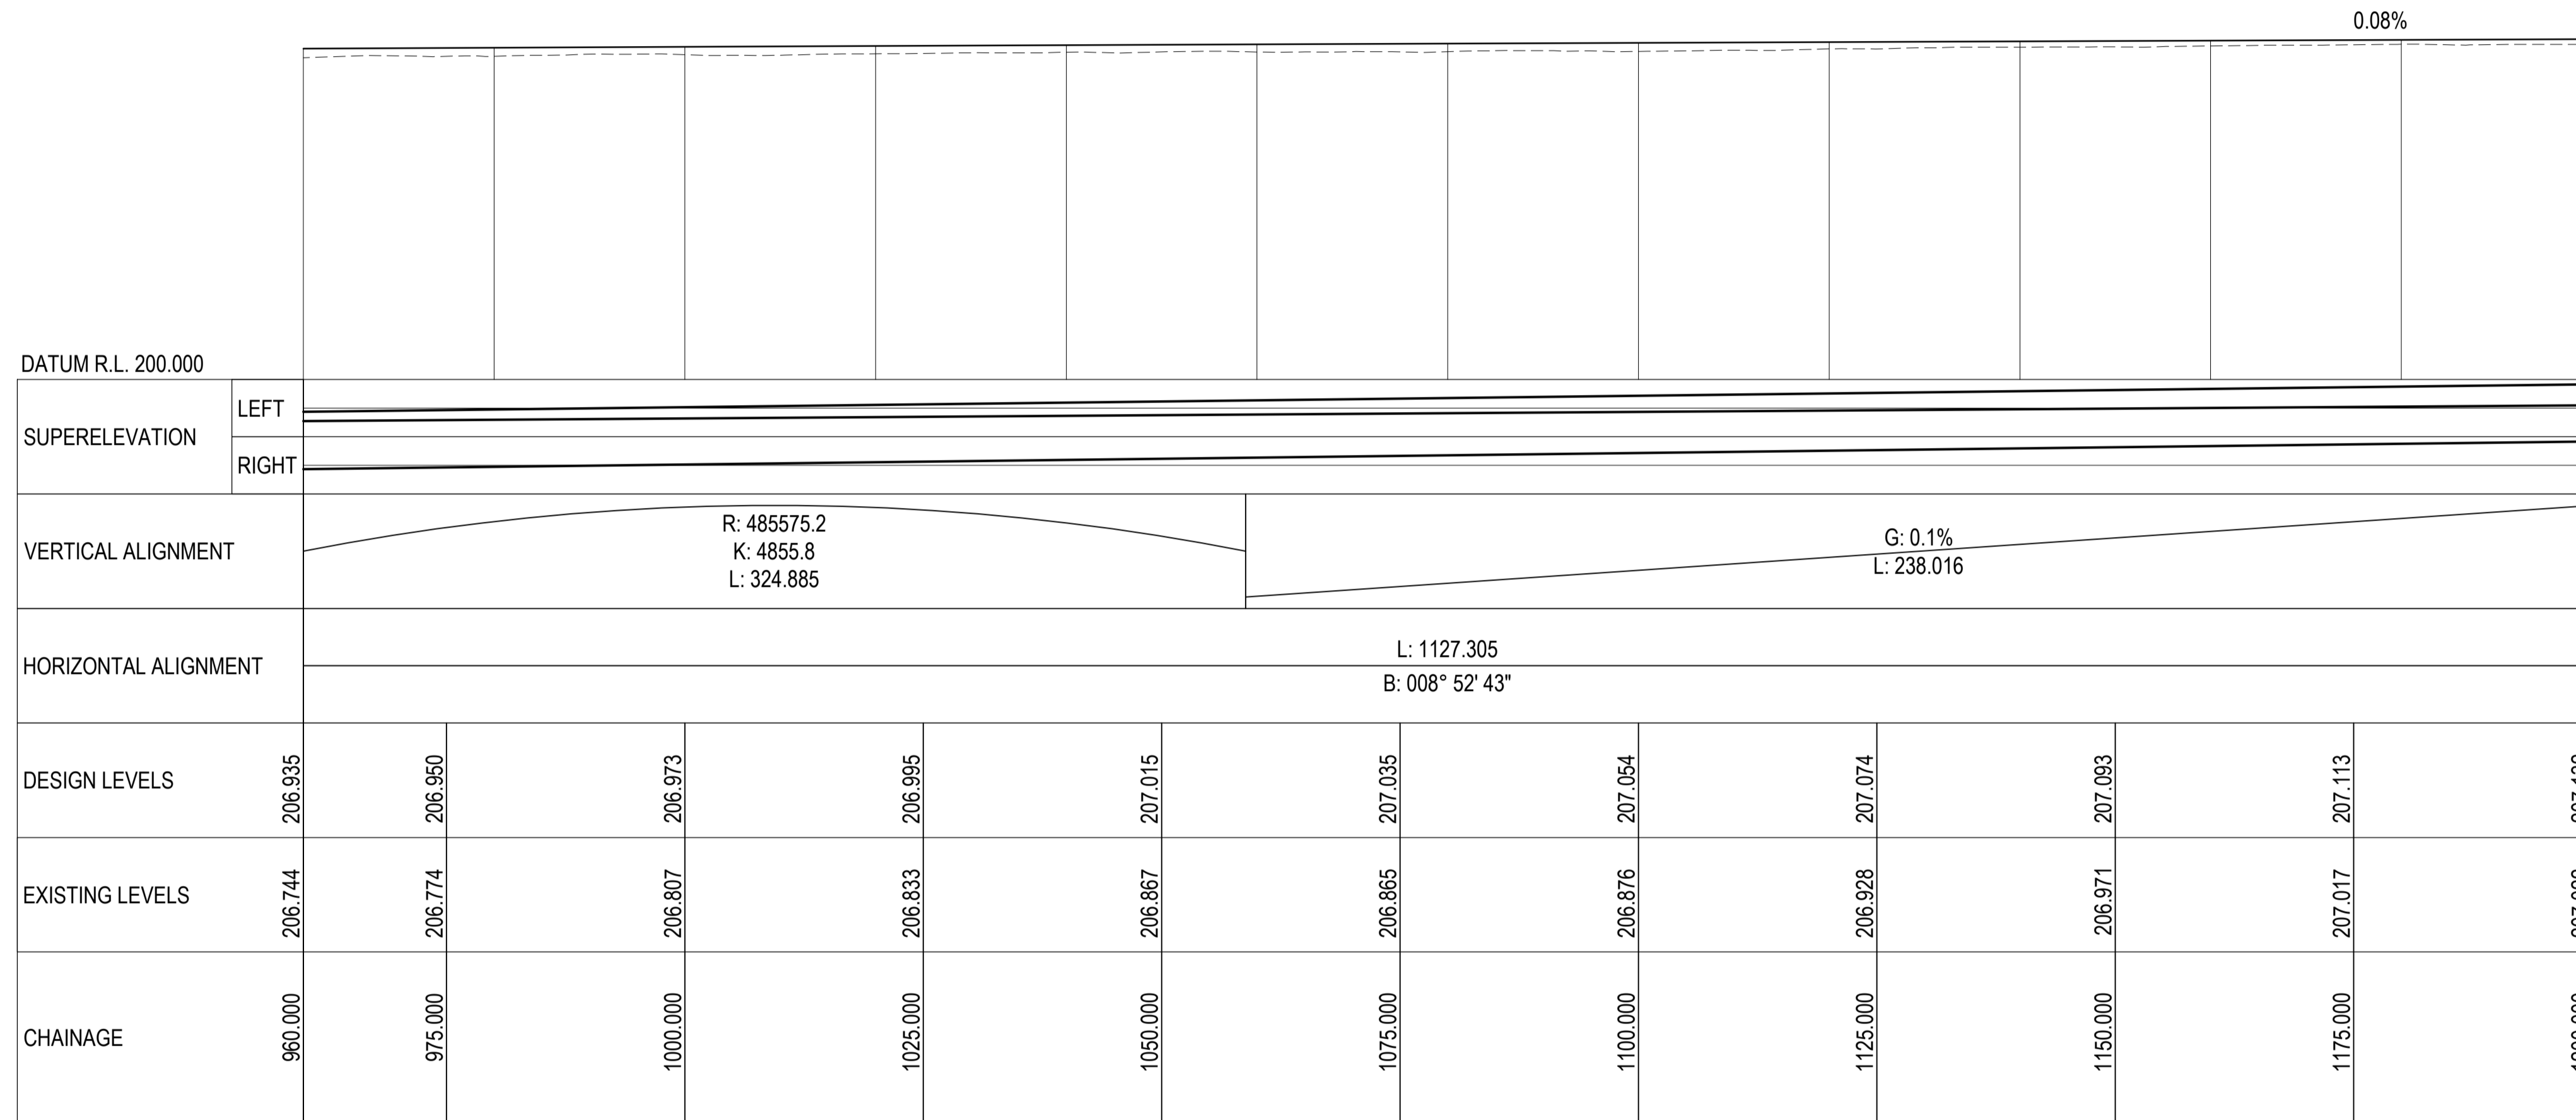 0.08%
DATUM R.L. 200.000
SUPERELEVATION
LEFT
RIGHT
VERTICAL ALIGNMENT
R: 485575.2
K: 4855.8
L: 324.885
G: 0.1%
L: 238.016
HORIZONTAL ALIGNMENT
L: 1127.305
B: 008° 52' 43"
DESIGN LEVELS 206.935 206.950 206.973 206.995 207.015 207.035 207.054 207.074 207.093 207.113
EXISTING LEVELS 206.744 206.774 206.807 206.833 206.867 206.865 206.876 206.928 206.971 207.017
CHAINAGE 960.000 975.000 1000.000 1025.000 1050.000 1075.000 1100.000 1125.000 1150.000 1175.000